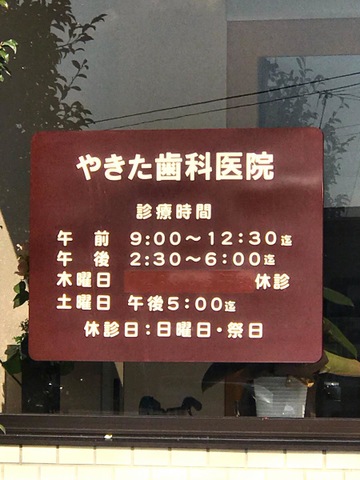 やきた歯科医院
診療時間
午 前 9:00～12:30迄
午 後 2:30～6:00迄
木曜日 休診
土曜日 午後5:00迄
休診日:日曜日・祭日